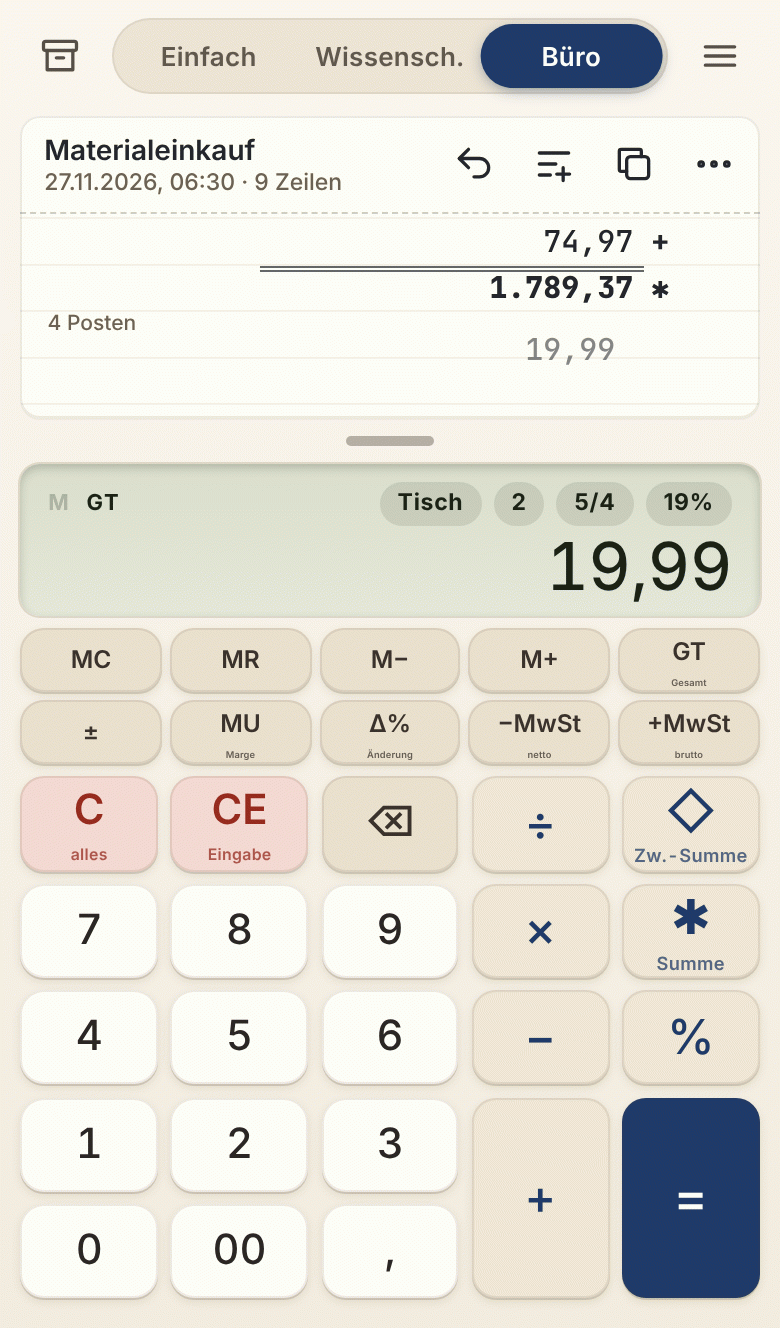 Einfach Wissensch. Büro
Materialeinkauf
27.11.2026, 06:30 · 9 Zeilen
74,97 +
1.789,37 ∗
4 Posten
19,99
M GT Tisch 2 5/4 19%
19,99
MC MR M− M+ GT
Gesamt
± MU Δ% −MwSt +MwSt
Marge Änderung netto brutto
C CE ÷ ◇
alles Eingabe Zw.-Summe
7 8 9 × ✱
Summe
4 5 6 − %
1 2 3
+ =
0 00 ,